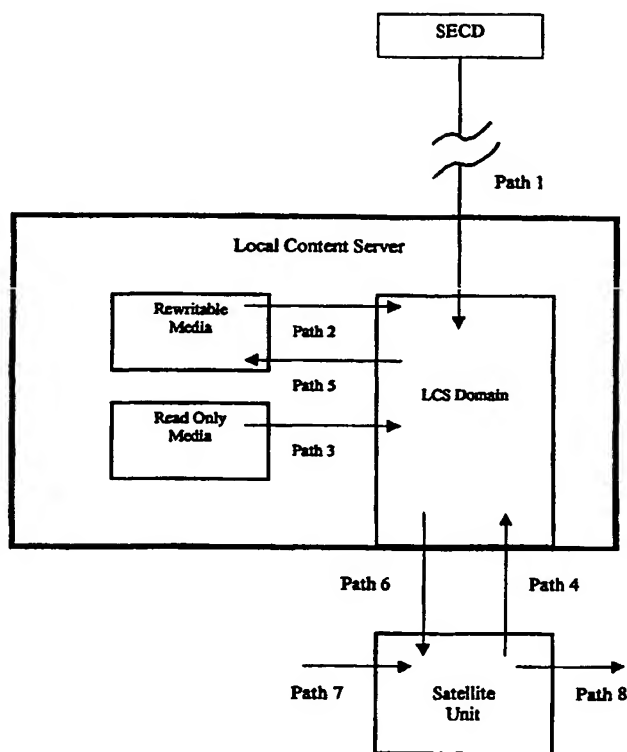 SECD
Path 1
Local Content Server
Rewritable
Media
Path 2
Path 5
LCS Domain
Read Only
Media
Path 3
Path 6
Path 4
Path 7
Satellite
Unit
Path 8